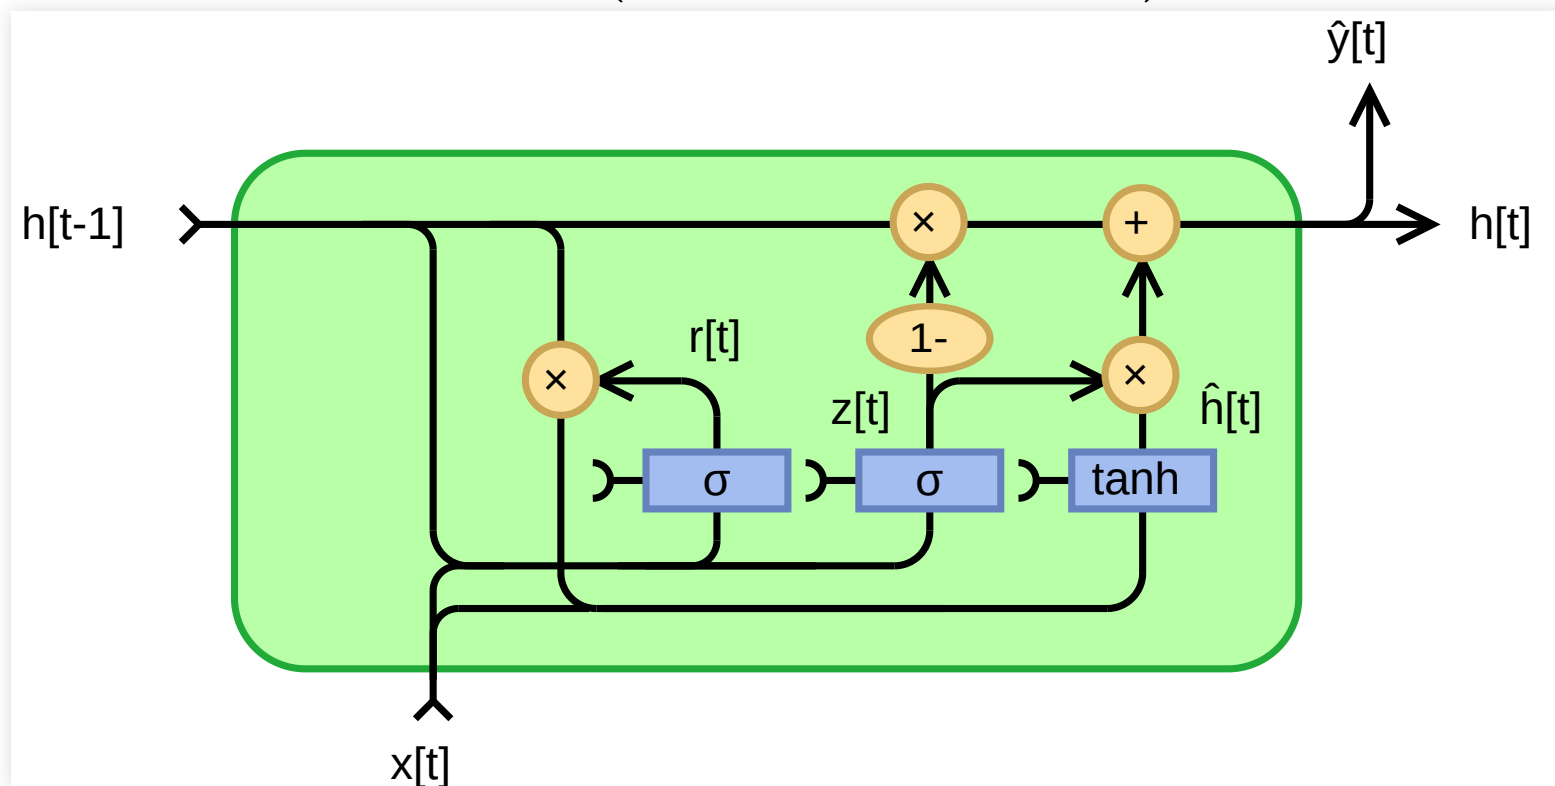 ŷ[t]
h[t-1]
×
+
h[t]
r[t]
1-
×
×
z[t]
ĥ[t]
σ
σ
tanh
x[t]